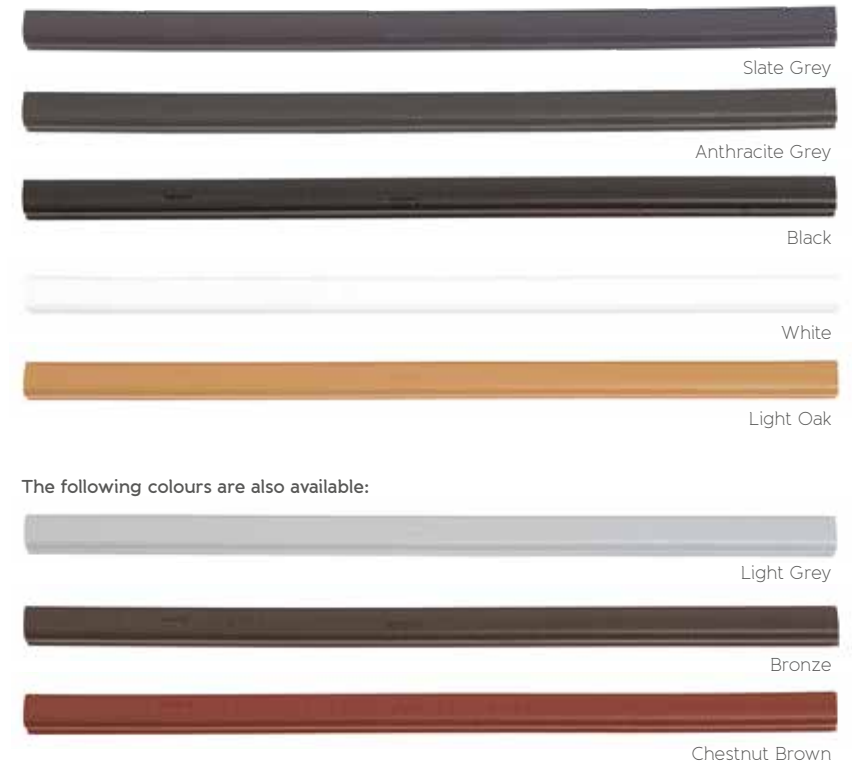 Slate Grey
Anthracite Grey
Black
White
Light Oak
The following colours are also available:
Light Grey
Bronze
Chestnut Brown